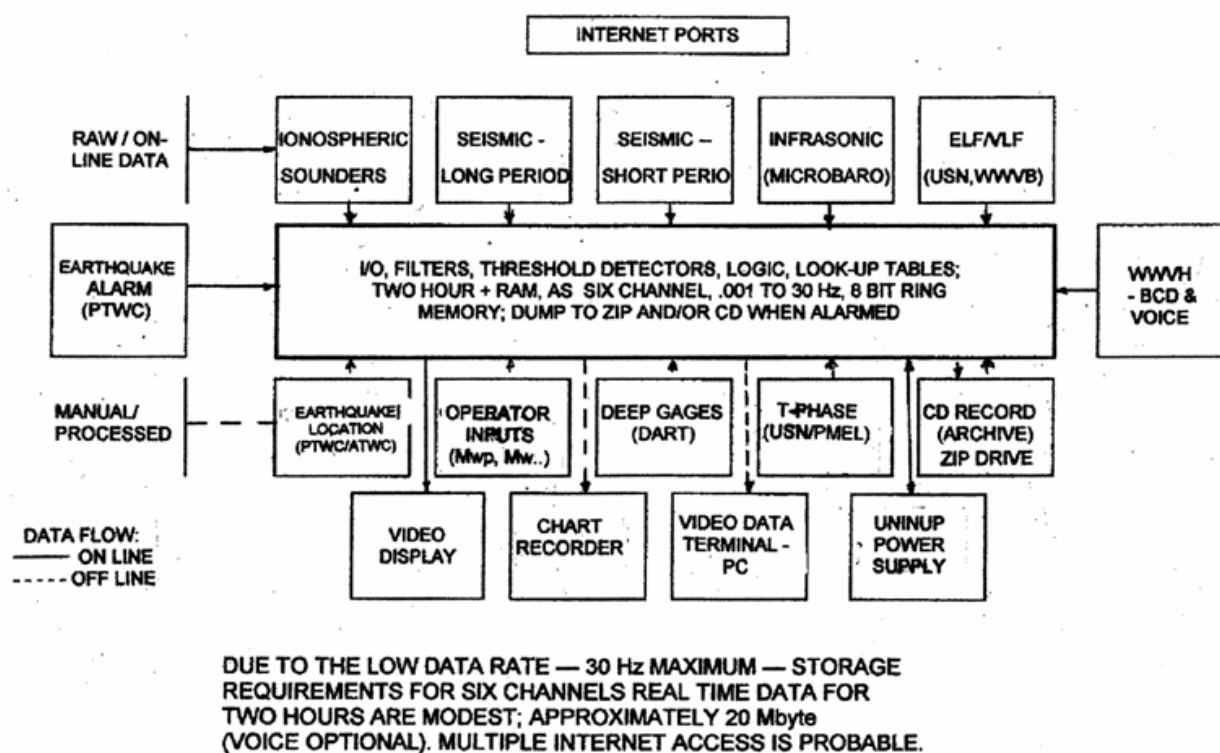 INTERNET PORTS
RAW / ON-
LINE DATA
IONOSPHERIC
SOUNDERS
SEISMIC -
LONG PERIOD
SEISMIC –
SHORT PERIO
INFRASONIC
(MICROBARO)
ELF/VLF
(USN,WWVB)
EARTHQUAKE
ALARM
(PTWC)
I/O, FILTERS, THRESHOLD DETECTORS, LOGIC, LOOK-UP TABLES;
TWO HOUR + RAM, AS SIX CHANNEL, .001 TO 30 Hz, 8 BIT RING
MEMORY; DUMP TO ZIP AND/OR CD WHEN ALARMED
WWVH
- BCD &
VOICE
MANUAL/
PROCESSED
EARTHQUAKE
LOCATION
(PTWC/ATWC)
OPERATOR
INPUTS
(Mwp, Mw..)
DEEP GAGES
(DART)
T-PHASE
(USN/PMEL)
CD RECORD
(ARCHIVE)
ZIP DRIVE
DATA FLOW:
ON LINE
OFF LINE
VIDEO
DISPLAY
CHART
RECORDER
VIDEO DATA
TERMINAL -
PC
UNINUP
POWER
SUPPLY
DUE TO THE LOW DATA RATE — 30 Hz MAXIMUM — STORAGE
REQUIREMENTS FOR SIX CHANNELS REAL TIME DATA FOR
TWO HOURS ARE MODEST; APPROXIMATELY 20 Mbyte
(VOICE OPTIONAL). MULTIPLE INTERNET ACCESS IS PROBABLE.